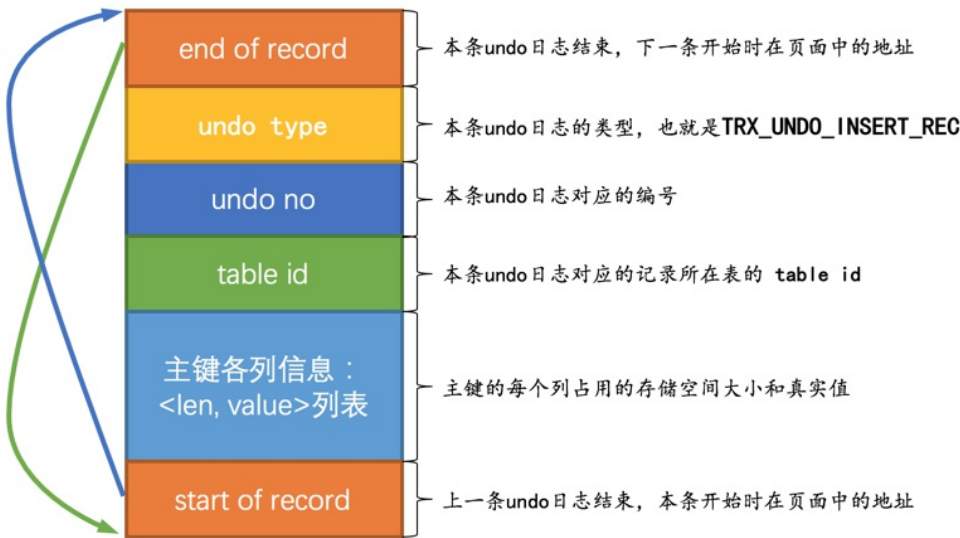 end of record
本条undo日志结束，下一条开始时在页面中的地址
undo type
本条undo日志的类型，也就是TRX_UNDO_INSERT_REC
undo no
本条undo日志对应的编号
table id
本条undo日志对应的记录所在表的 table id
主键各列信息：
<len, value>列表
主键的每个列占用的存储空间大小和真实值
start of record
上一条undo日志结束，本条开始时在页面中的地址